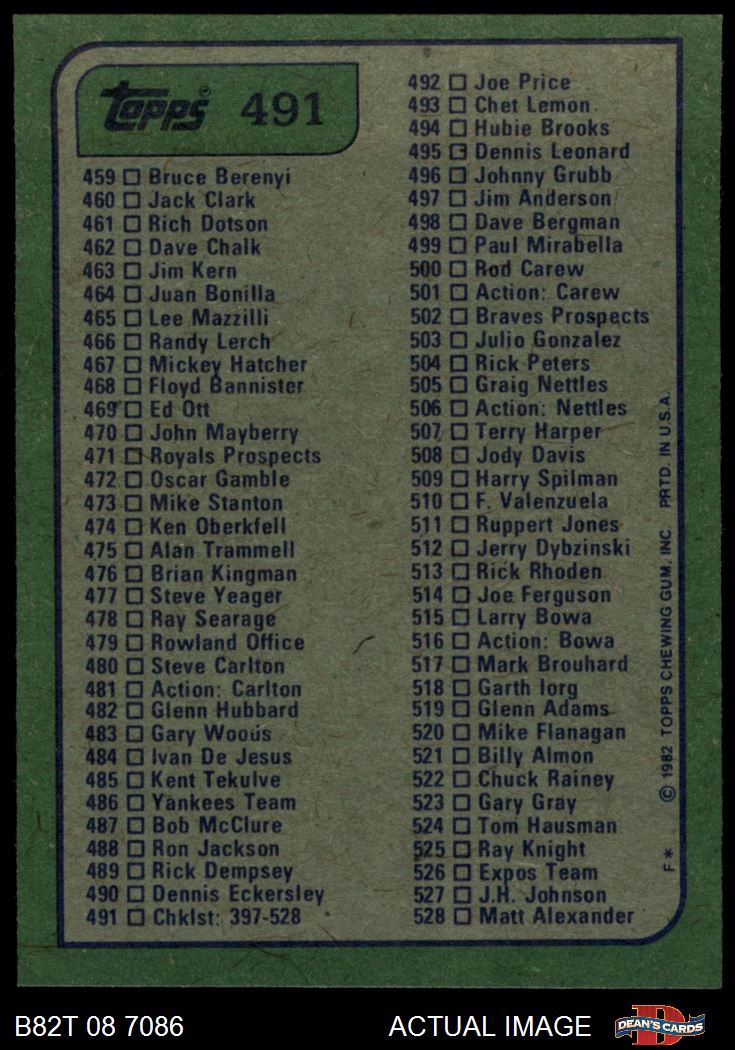 Topps® 491
459 □ Bruce Berenyi
460 □ Jack Clark
461 □ Rich Dotson
462 □ Dave Chalk
463 □ Jim Kern
464 □ Juan Bonilla
465 □ Lee Mazzilli
466 □ Randy Lerch
467 □ Mickey Hatcher
468 □ Floyd Bannister
469 □ Ed Ott
470 □ John Mayberry
471 □ Royals Prospects
472 □ Oscar Gamble
473 □ Mike Stanton
474 □ Ken Oberkfell
475 □ Alan Trammell
476 □ Brian Kingman
477 □ Steve Yeager
478 □ Ray Searage
479 □ Rowland Office
480 □ Steve Carlton
481 □ Action: Carlton
482 □ Glenn Hubbard
483 □ Gary Woods
484 □ Ivan De Jesus
485 □ Kent Tekulve
486 □ Yankees Team
487 □ Bob McClure
488 □ Ron Jackson
489 □ Rick Dempsey
490 □ Dennis Eckersley
491 □ Chklst: 397-528
492 □ Joe Price
493 □ Chet Lemon
494 □ Hubie Brooks
495 □ Dennis Leonard
496 □ Johnny Grubb
497 □ Jim Anderson
498 □ Dave Bergman
499 □ Paul Mirabella
500 □ Rod Carew
501 □ Action: Carew
502 □ Braves Prospects
503 □ Julio Gonzalez
504 □ Rick Peters
505 □ Graig Nettles
506 □ Action: Nettles
507 □ Terry Harper
508 □ Jody Davis
509 □ Harry Spilman
510 □ F. Valenzuela
511 □ Ruppert Jones
512 □ Jerry Dybzinski
513 □ Rick Rhoden
514 □ Joe Ferguson
515 □ Larry Bowa
516 □ Action: Bowa
517 □ Mark Brouhard
518 □ Garth Iorg
519 □ Glenn Adams
520 □ Mike Flanagan
521 □ Billy Almon
522 □ Chuck Rainey
523 □ Gary Gray
524 □ Tom Hausman
525 □ Ray Knight
526 □ Expos Team
527 □ J.H. Johnson
528 □ Matt Alexander
F* © 1982 TOPPS CHEWING GUM, INC. PRTD. IN U.S.A.
B82T 08 7086 ACTUAL IMAGE DEAN'S CARDS